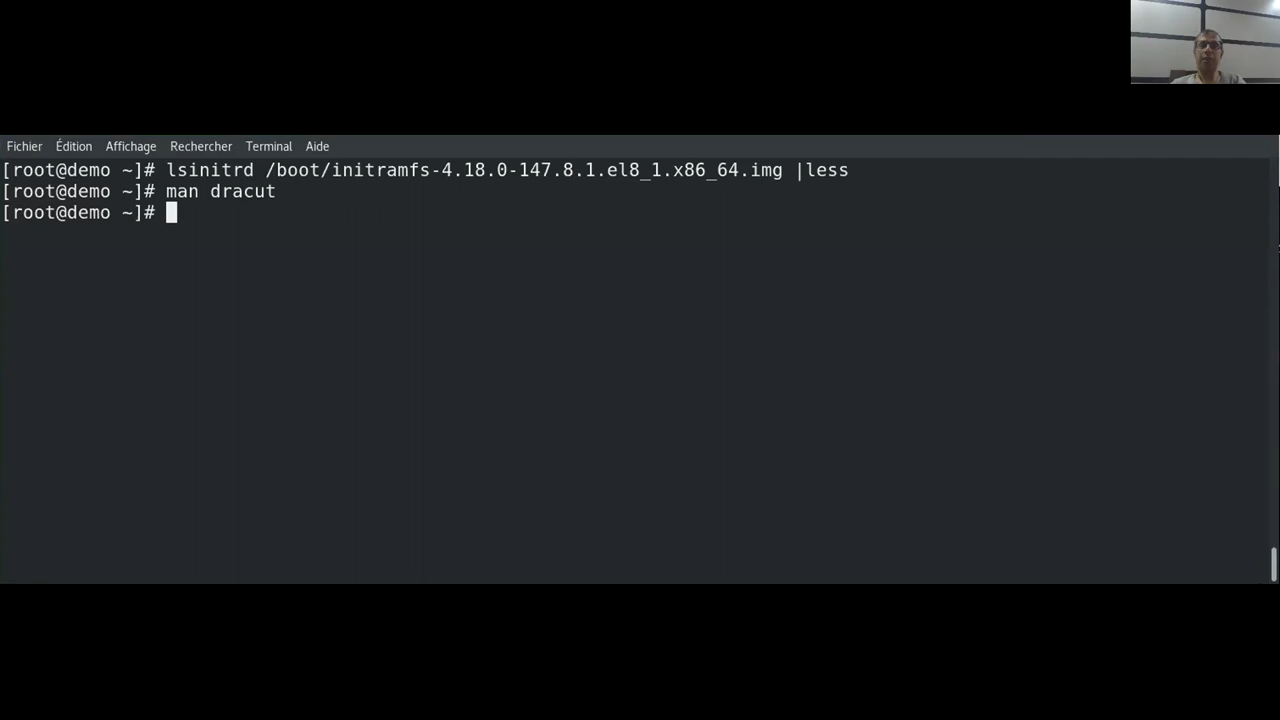 Fichier Édition Affichage Rechercher Terminal Aide
[root@demo ~]# lsinitrd /boot/initramfs-4.18.0-147.8.1.el8_1.x86_64.img |less
[root@demo ~]# man dracut
[root@demo ~]#